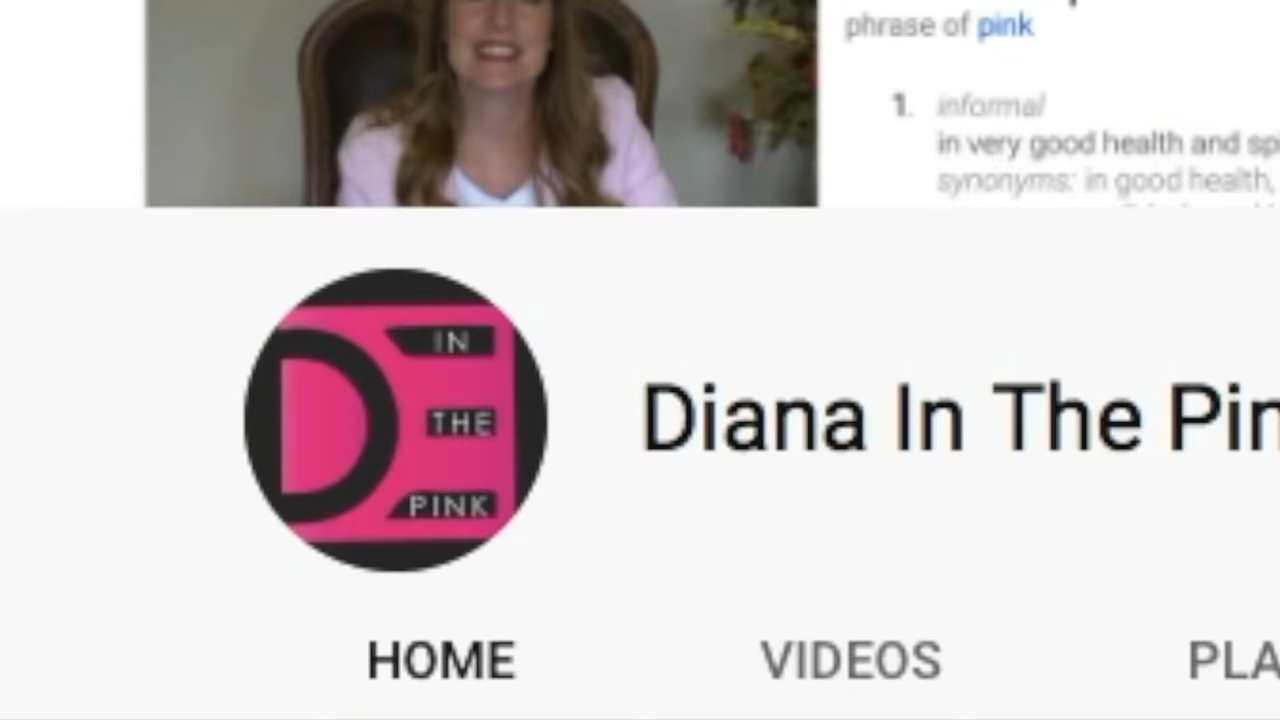 phrase of pink
1. informal
in very good health and sp
synonyms: in good health,
IN
D THE
PINK
Diana In The Pin
HOME VIDEOS PLA